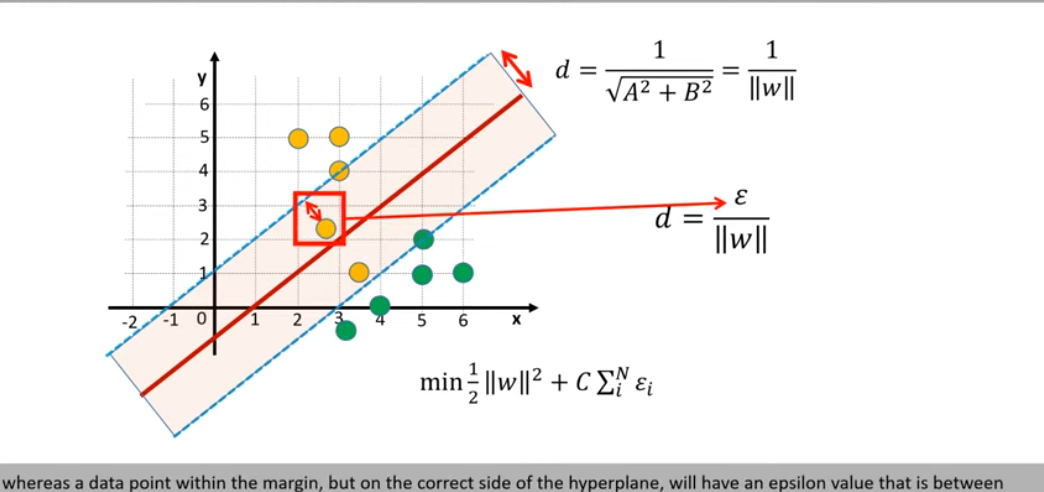 d = 1 / √A² + B² = 1 / ||w||
y
6
5
4
3
2
1
-2 -1 0 1 2 3 4 5 6 x
d = ε / ||w||
min 1/2 ||w||² + C ∑ᵢᴺ εᵢ
whereas a data point within the margin, but on the correct side of the hyperplane, will have an epsilon value that is between